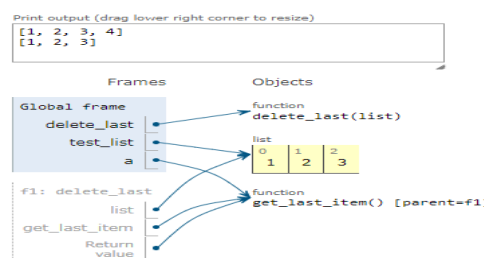 Print output (drag lower right corner to resize)
[1, 2, 3, 4]
[1, 2, 3]
Frames Objects
Global frame
delete_last
test_list
a
function
delete_last(list)
list
0 1 2
1 2 3
f1: delete_last
list
get_last_item
Return
value
function
get_last_item() [parent=f1